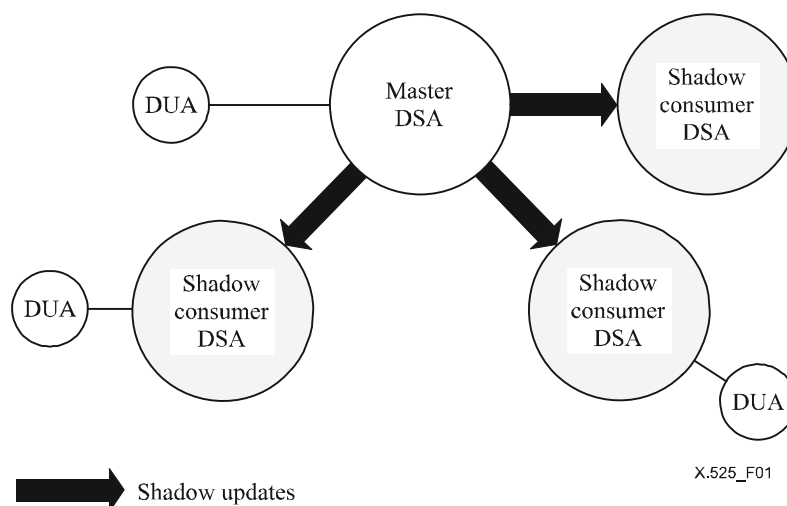 DUA
Master
DSA
Shadow
consumer
DSA
DUA
Shadow
consumer
DSA
Shadow
consumer
DSA
DUA
X.525_F01
Shadow updates